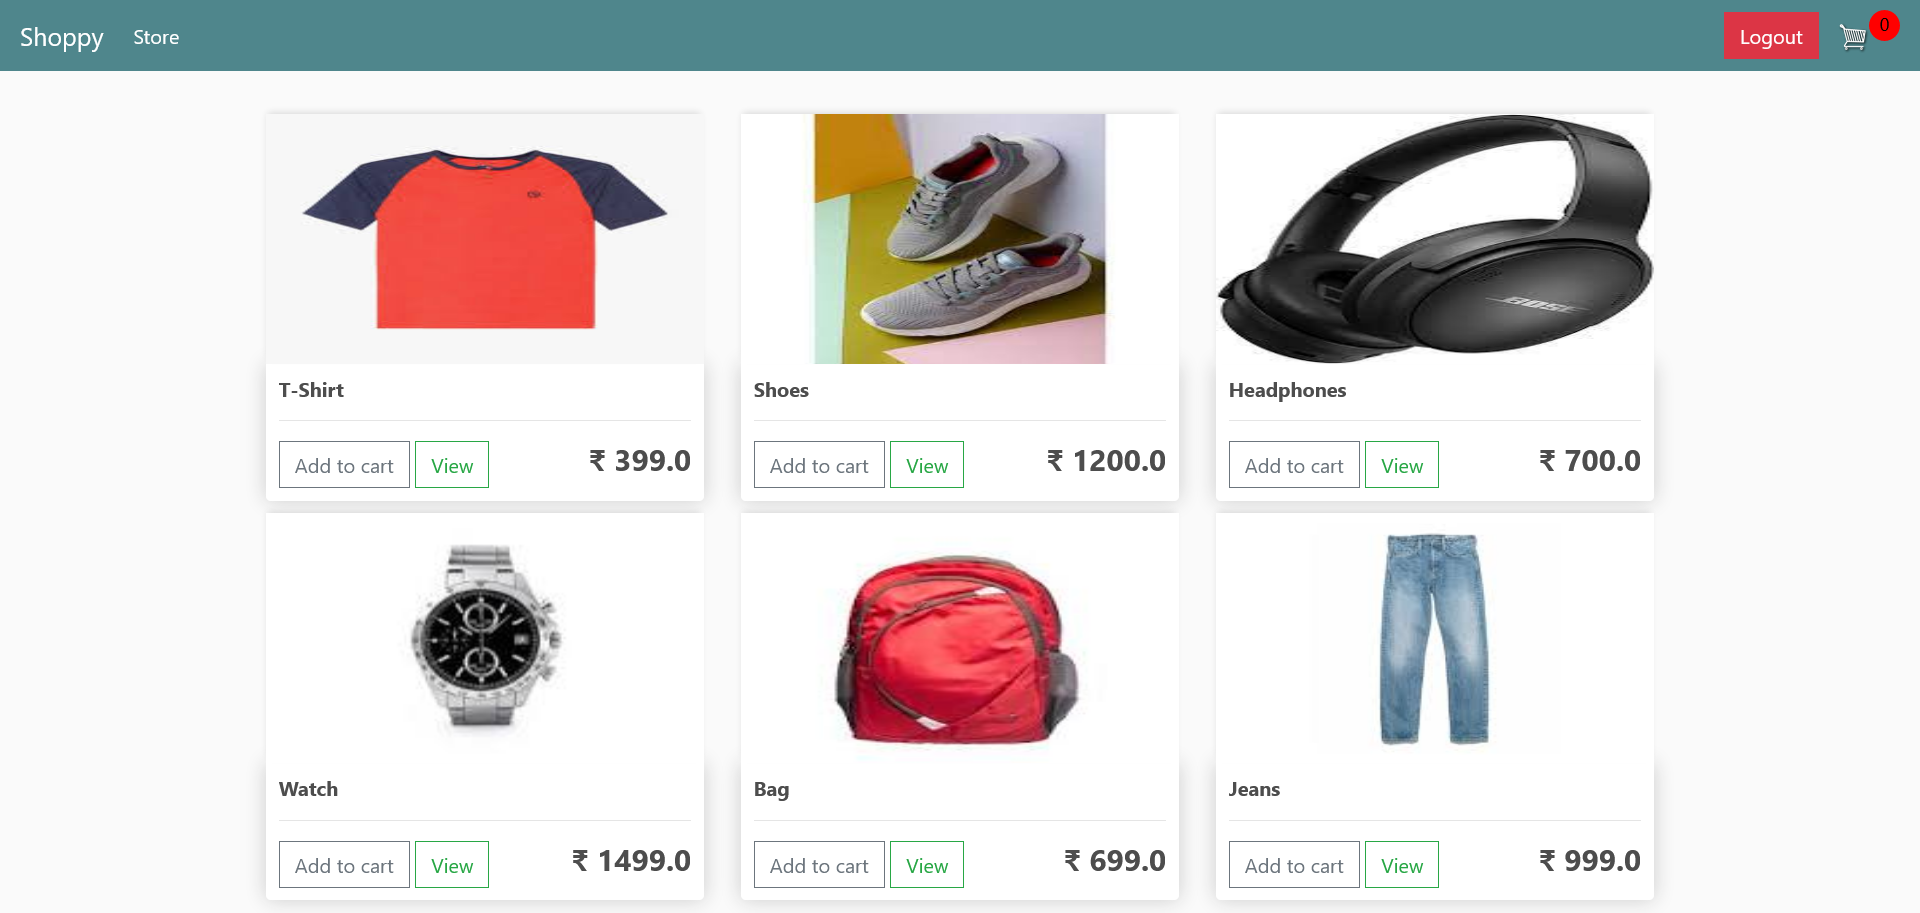 Shoppy Store Logout 0
BOSE
T-Shirt
Add to cart View ₹ 399.0
Shoes
Add to cart View ₹ 1200.0
Headphones
Add to cart View ₹ 700.0
Watch
Add to cart View ₹ 1499.0
Bag
Add to cart View ₹ 699.0
Jeans
Add to cart View ₹ 999.0